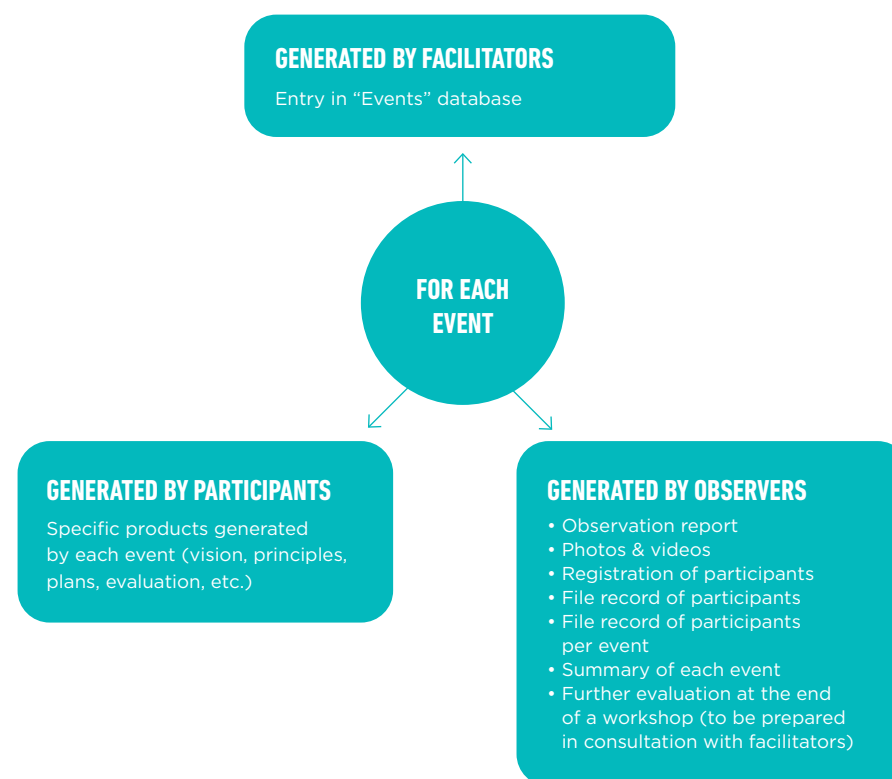 GENERATED BY FACILITATORS
Entry in “Events” database
FOR EACH
EVENT
GENERATED BY PARTICIPANTS
Specific products generated
by each event (vision, principles,
plans, evaluation, etc.)
GENERATED BY OBSERVERS
• Observation report
• Photos & videos
• Registration of participants
• File record of participants
• File record of participants
per event
• Summary of each event
• Further evaluation at the end
of a workshop (to be prepared
in consultation with facilitators)